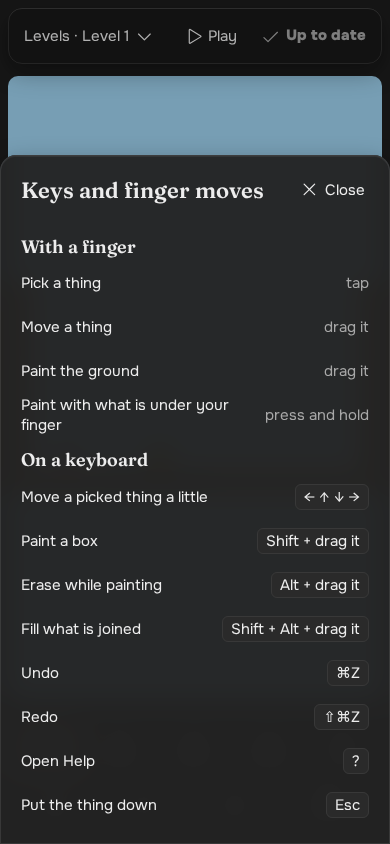 Levels · Level 1
Play
Up to date
Keys and finger moves
Close
With a finger
Pick a thing
tap
Move a thing
drag it
Paint the ground
drag it
Paint with what is under your
finger
press and hold
On a keyboard
Move a picked thing a little
← ↑ ↓ →
Paint a box
Shift + drag it
Erase while painting
Alt + drag it
Fill what is joined
Shift + Alt + drag it
Undo
⌘Z
Redo
⇧⌘Z
Open Help
?
Put the thing down
Esc